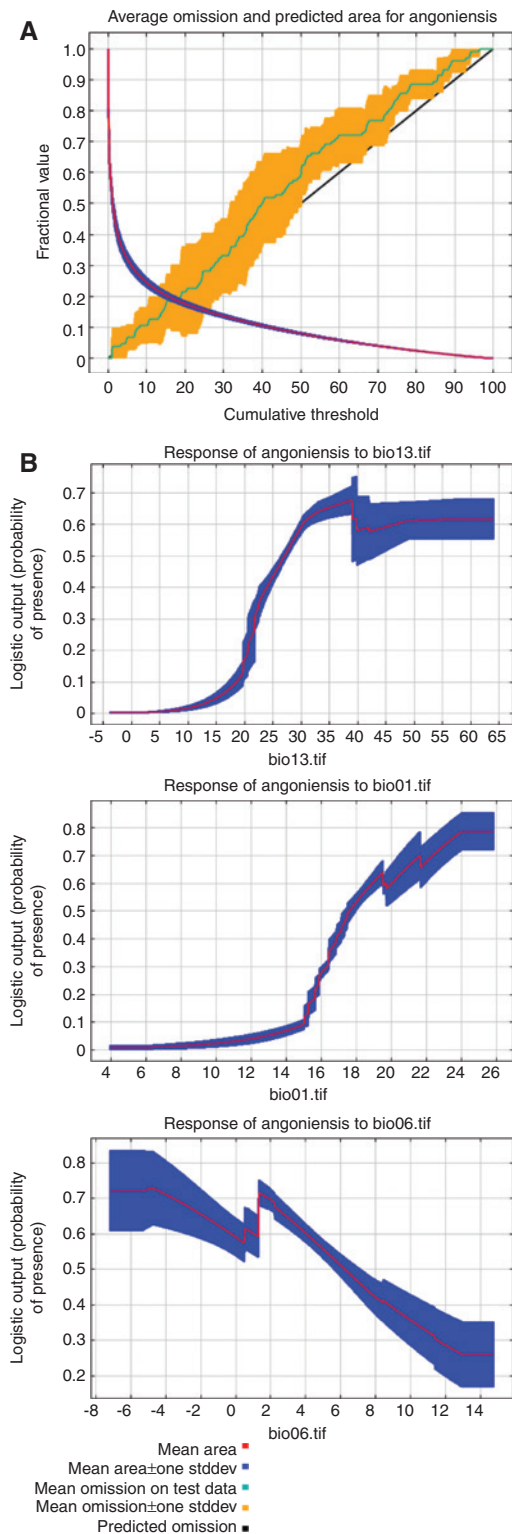 A
Average omission and predicted area for angoniensis
Fractional value
1.0
0.9
0.8
0.7
0.6
0.5
0.4
0.3
0.2
0.1
0
0 10 20 30 40 50 60 70 80 90 100
Cumulative threshold
B
Response of angoniensis to bio13.tif
Logistic output (probability
of presence)
0.7
0.6
0.5
0.4
0.3
0.2
0.1
0
-5 0 5 10 15 20 25 30 35 40 45 50 55 60 65
bio13.tif
Response of angoniensis to bio01.tif
Logistic output (probability
of presence)
0.8
0.7
0.6
0.5
0.4
0.3
0.2
0.1
0
4 6 8 10 12 14 16 18 20 22 24 26
bio01.tif
Response of angoniensis to bio06.tif
Logistic output (probability
of presence)
0.8
0.7
0.6
0.5
0.4
0.3
0.2
-8 -6 -4 -2 0 2 4 6 8 10 12 14
bio06.tif
Mean area
Mean area±one stddev
Mean omission on test data
Mean omission±one stddev
Predicted omission